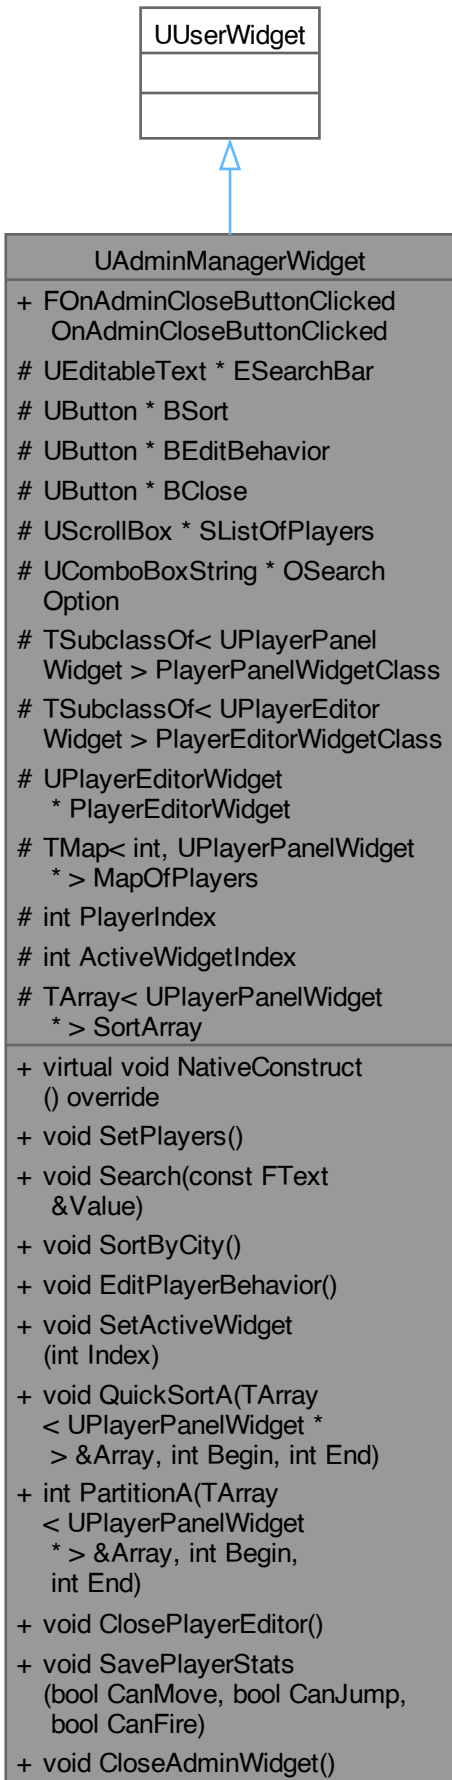 UUserWidget
UAdminManagerWidget
+ FOnAdminCloseButtonClicked
OnAdminCloseButtonClicked
# UEditableText * ESearchBar
# UButton * BSort
# UButton * BEditBehavior
# UButton * BClose
# UScrollBox * SListOfPlayers
# UComboBoxString * OSearch
Option
# TSubclassOf< UPlayerPanel
Widget > PlayerPanelWidgetClass
# TSubclassOf< UPlayerEditor
Widget > PlayerEditorWidgetClass
# UPlayerEditorWidget
* PlayerEditorWidget
# TMap< int, UPlayerPanelWidget
* > MapOfPlayers
# int PlayerIndex
# int ActiveWidgetIndex
# TArray< UPlayerPanelWidget
* > SortArray
+ virtual void NativeConstruct
() override
+ void SetPlayers()
+ void Search(const FText
&Value)
+ void SortByCity()
+ void EditPlayerBehavior()
+ void SetActiveWidget
(int Index)
+ void QuickSortA(TArray
< UPlayerPanelWidget *
> &Array, int Begin, int End)
+ int PartitionA(TArray
< UPlayerPanelWidget
* > &Array, int Begin,
int End)
+ void ClosePlayerEditor()
+ void SavePlayerStats
(bool CanMove, bool CanJump,
bool CanFire)
+ void CloseAdminWidget()